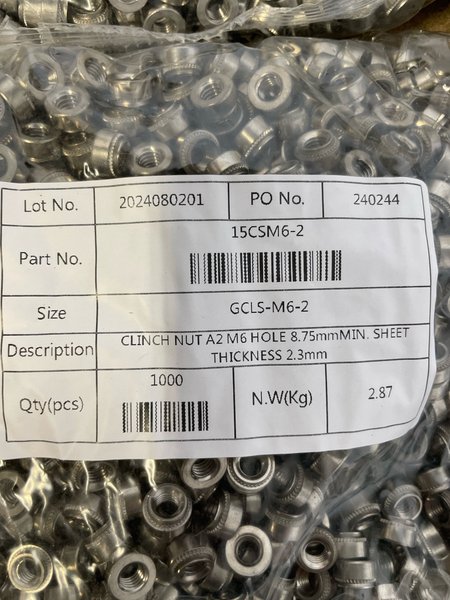 Lot No. 2024080201 PO No. 240244
Part No. 15CSM6-2
Size GCLS-M6-2
Description CLINCH NUT A2 M6 HOLE 8.75mmMIN. SHEET
THICKNESS 2.3mm
Qty(pcs) 1000 N.W(Kg) 2.87